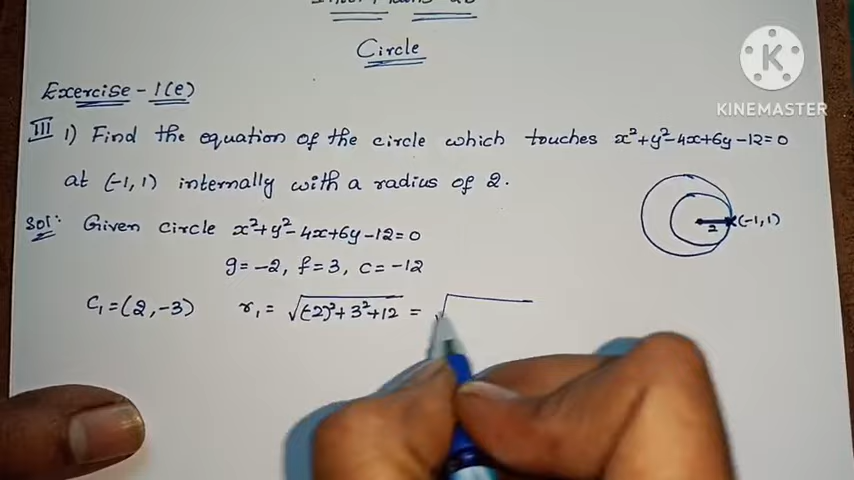 Circle
KINEMASTER
Exercise - 1(e)
III 1) Find the equation of the circle which touches x²+y²-4x+6y-12=0
at (-1,1) internally with a radius of 2.
(-1,1)
2
Sol: Given circle x²+y²-4x+6y-12=0
g=-2, f=3, c=-12
C₁=(2,-3) r₁= √(-2)²+3²+12 = √